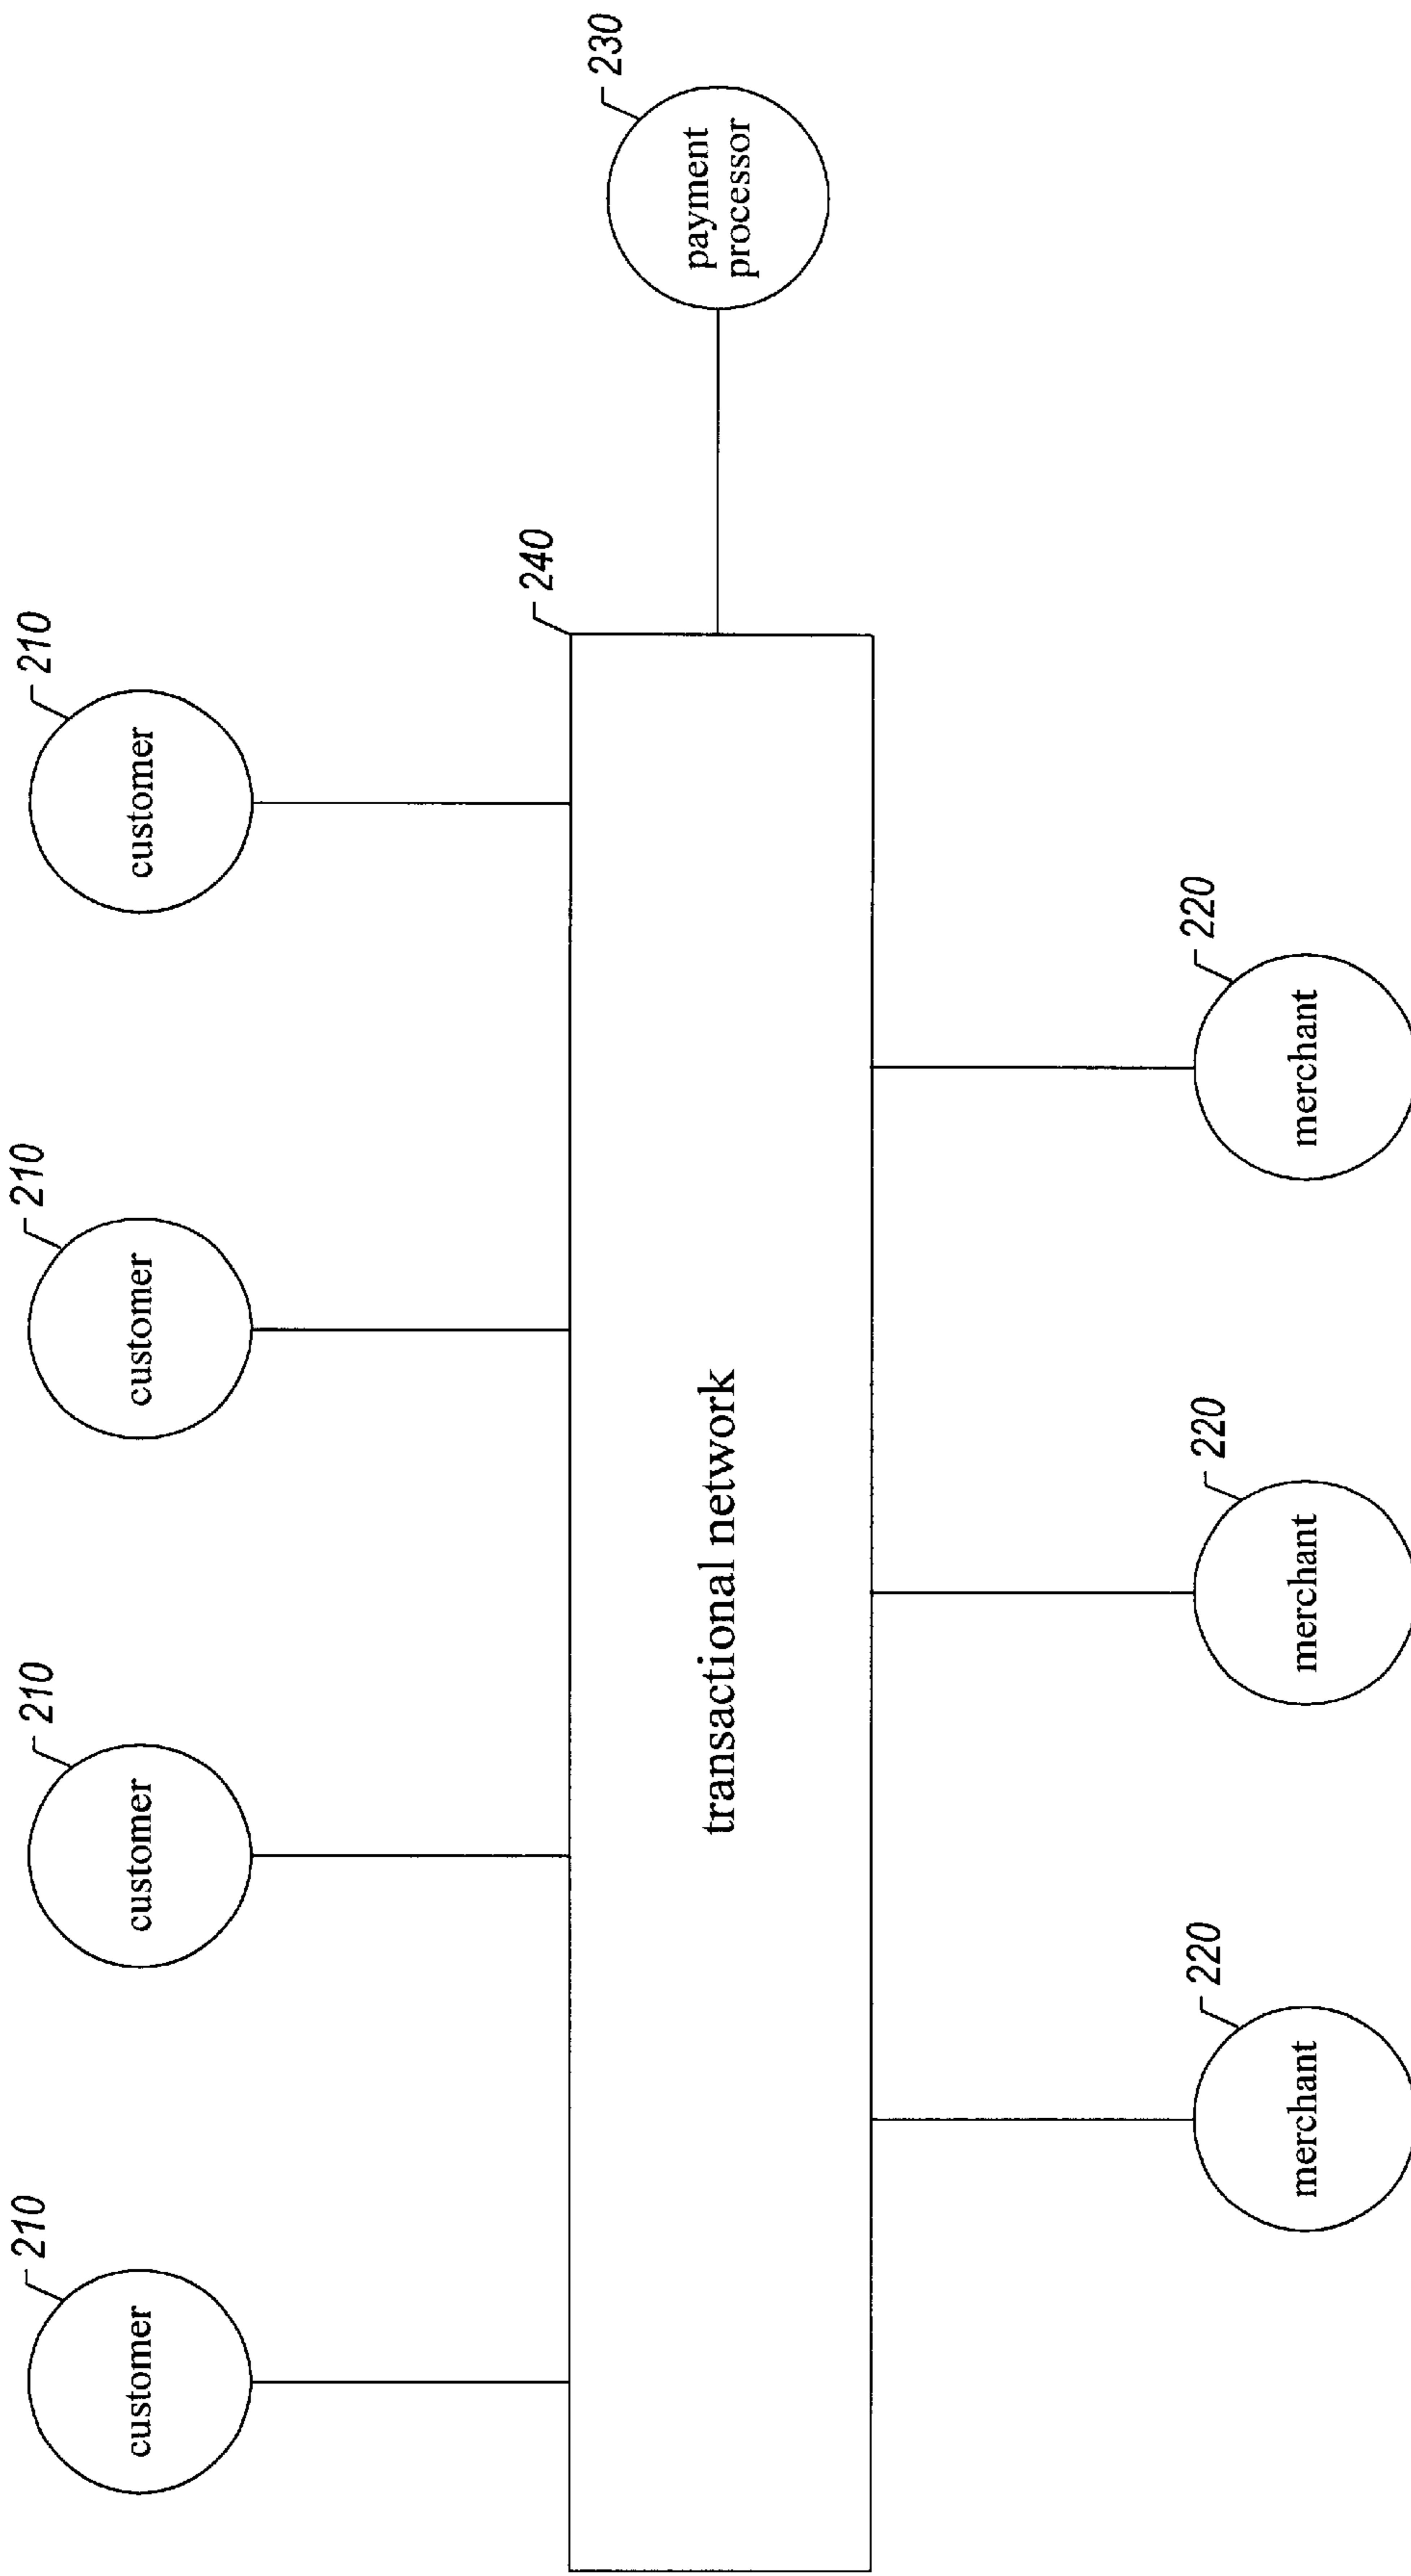 210
210
210
210
customer
customer
customer
customer
240
230
transactional network
payment
processor
220
220
220
merchant
merchant
merchant